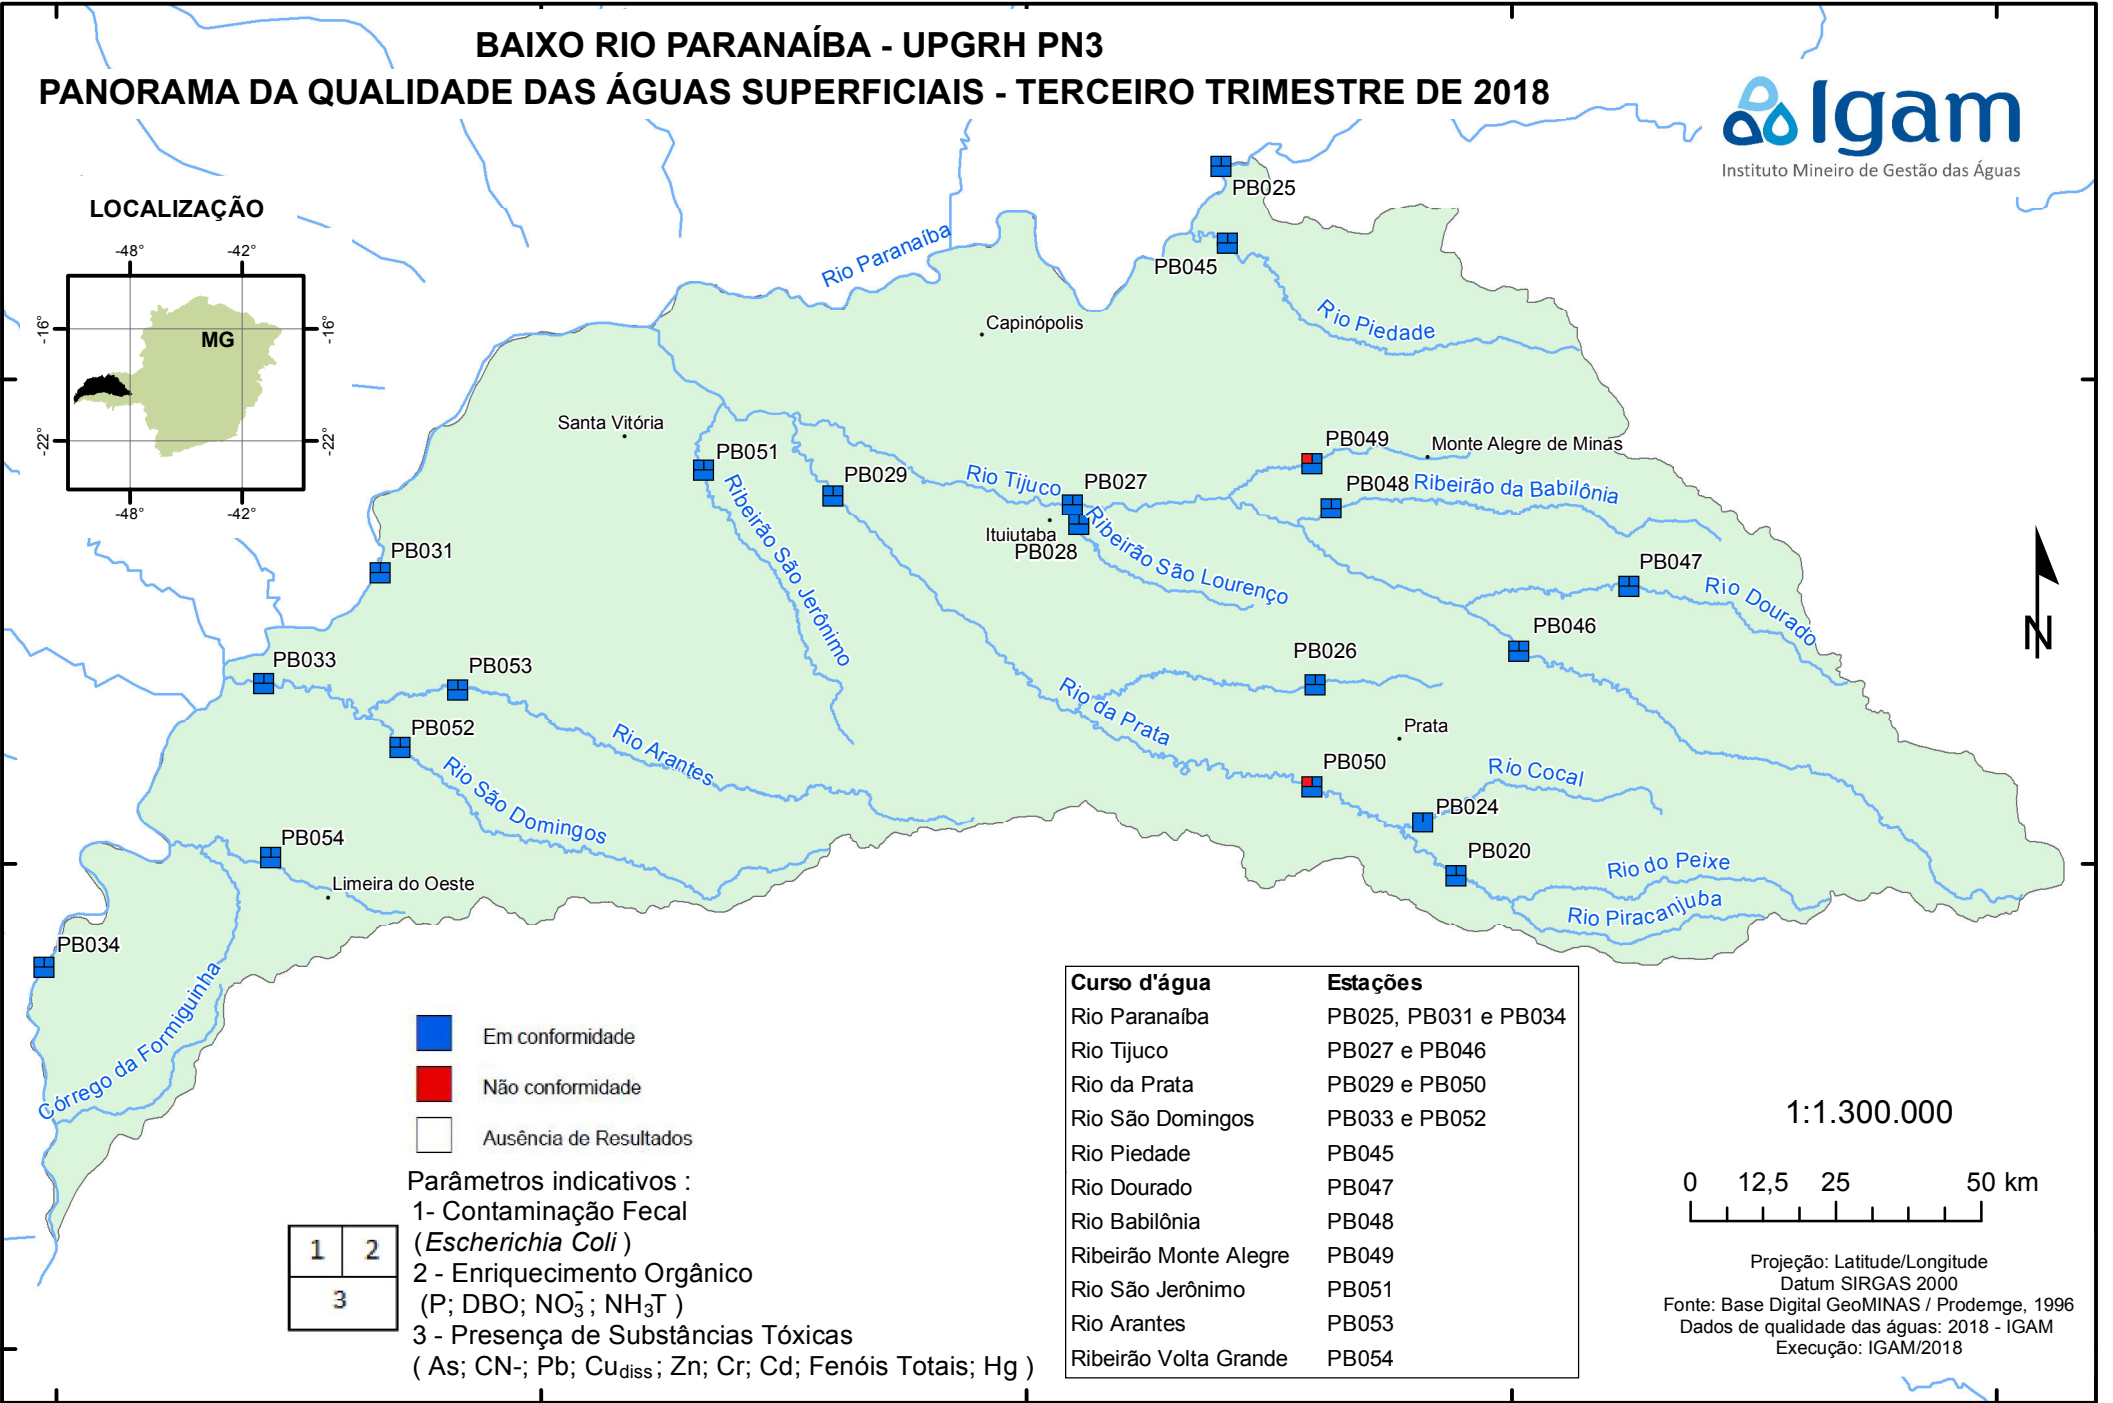 BAIXO RIO PARANAÍBA - UPGRH PN3
PANORAMA DA QUALIDADE DAS ÁGUAS SUPERFICIAIS - TERCEIRO TRIMESTRE DE 2018
Igam
Instituto Mineiro de Gestão das Águas
LOCALIZAÇÃO
-48° -42°
-16° -16°
MG
-22° -22°
-48° -42°
PB025
Rio Paranaíba
PB045
Rio Piedade
Capinópolis
Santa Vitória
PB049
Monte Alegre de Minas
PB051
PB029
Rio Tijuco
PB027
PB048
Ribeirão da Babilônia
Ribeirão São Jerônimo
Ituiutaba
PB028
Ribeirão São Lourenço
PB031
PB047
Rio Dourado
PB046
PB026
PB033
PB053
Rio da Prata
PB052
Rio Arantes
Prata
PB050
Rio Cocal
Rio São Domingos
PB024
PB054
PB020
Rio do Peixe
Limeira do Oeste
Rio Piracanjuba
PB034
Córrego da Formiguinha
N
Em conformidade
Não conformidade
Ausência de Resultados
Parâmetros indicativos :
1- Contaminação Fecal
(Escherichia Coli )
2 - Enriquecimento Orgânico
(P; DBO; NO₃⁻; NH₃T )
3 - Presença de Substâncias Tóxicas
( As; CN-; Pb; Cu diss ; Zn; Cr; Cd; Fenóis Totais; Hg )
1 2
3
Curso d'água Estações
Rio Paranaíba PB025, PB031 e PB034
Rio Tijuco PB027 e PB046
Rio da Prata PB029 e PB050
Rio São Domingos PB033 e PB052
Rio Piedade PB045
Rio Dourado PB047
Rio Babilônia PB048
Ribeirão Monte Alegre PB049
Rio São Jerônimo PB051
Rio Arantes PB053
Ribeirão Volta Grande PB054
1:1.300.000
0 12,5 25 50 km
Projeção: Latitude/Longitude
Datum SIRGAS 2000
Fonte: Base Digital GeoMINAS / Prodemge, 1996
Dados de qualidade das águas: 2018 - IGAM
Execução: IGAM/2018